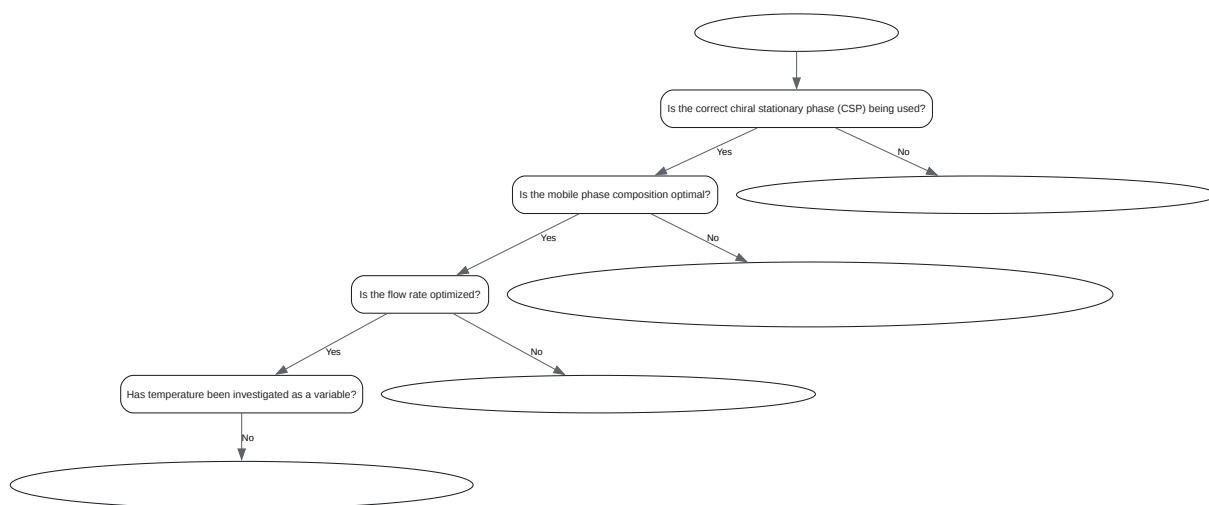 Is the correct chiral stationary phase (CSP) being used?
Yes
No
Is the mobile phase composition optimal?
Yes
No
Is the flow rate optimized?
Yes
No
Has temperature been investigated as a variable?
No